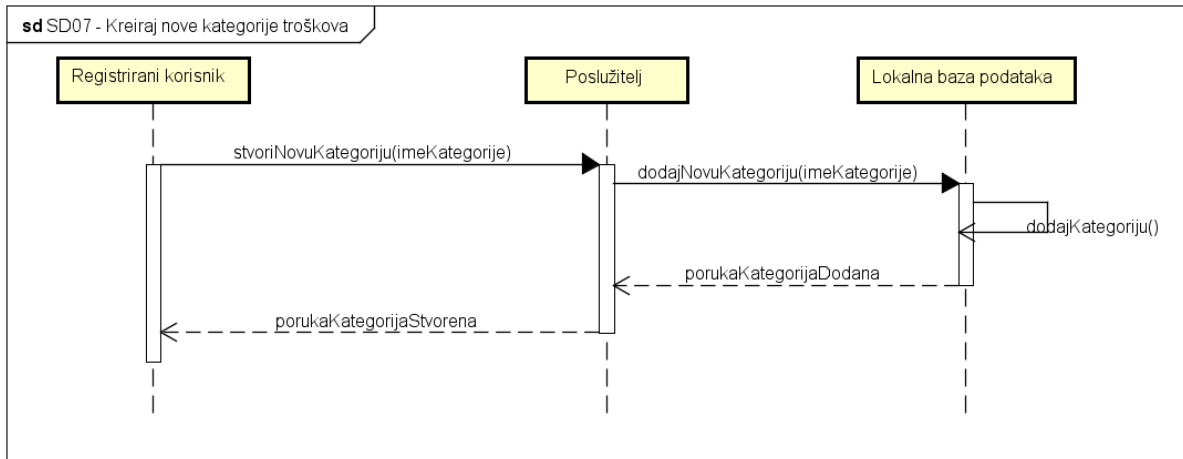 sd SD07 - Kreiraj nove kategorije troškova
Registrirani korisnik
Poslužitelj
Lokalna baza podataka
stvoriNovuKategoriju(imeKategorije)
dodajNovuKategoriju(imeKategorije)
dodajKategoriju()
porukaKategorijaDodana
porukaKategorijaStvorena